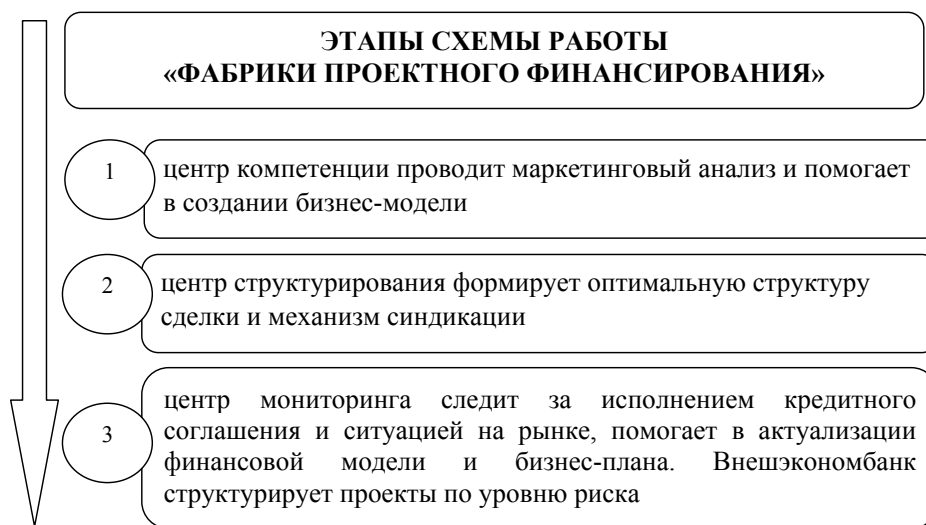 ЭТАПЫ СХЕМЫ РАБОТЫ
«ФАБРИКИ ПРОЕКТНОГО ФИНАНСИРОВАНИЯ»
1
центр компетенции проводит маркетинговый анализ и помогает
в создании бизнес-модели
2
центр структурирования формирует оптимальную структуру
сделки и механизм синдикации
3
центр мониторинга следит за исполнением кредитного
соглашения и ситуацией на рынке, помогает в актуализации
финансовой модели и бизнес-плана. Внешэкономбанк
структурирует проекты по уровню риска